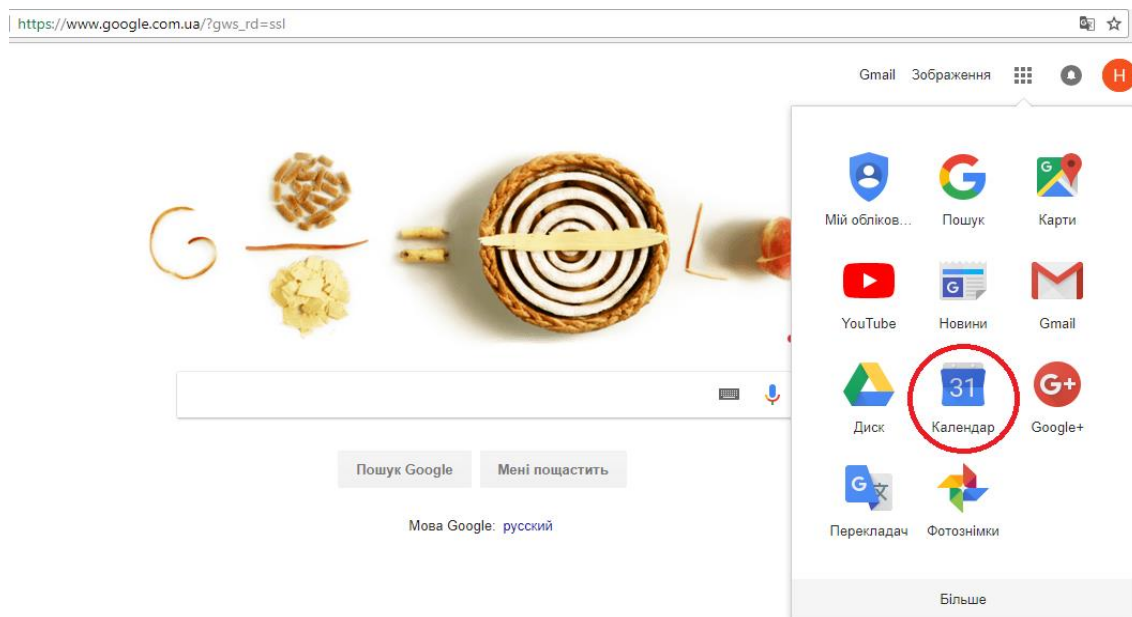 https://www.google.com.ua/?gws_rd=ssl
Gmail Зображення
H
Мій обліков... Пошук Карти
YouTube Новини Gmail
31 G+
Диск Календар Google+
Перекладач Фотознімки
Більше
Пошук Google Мені пощастить
Мова Google: русский